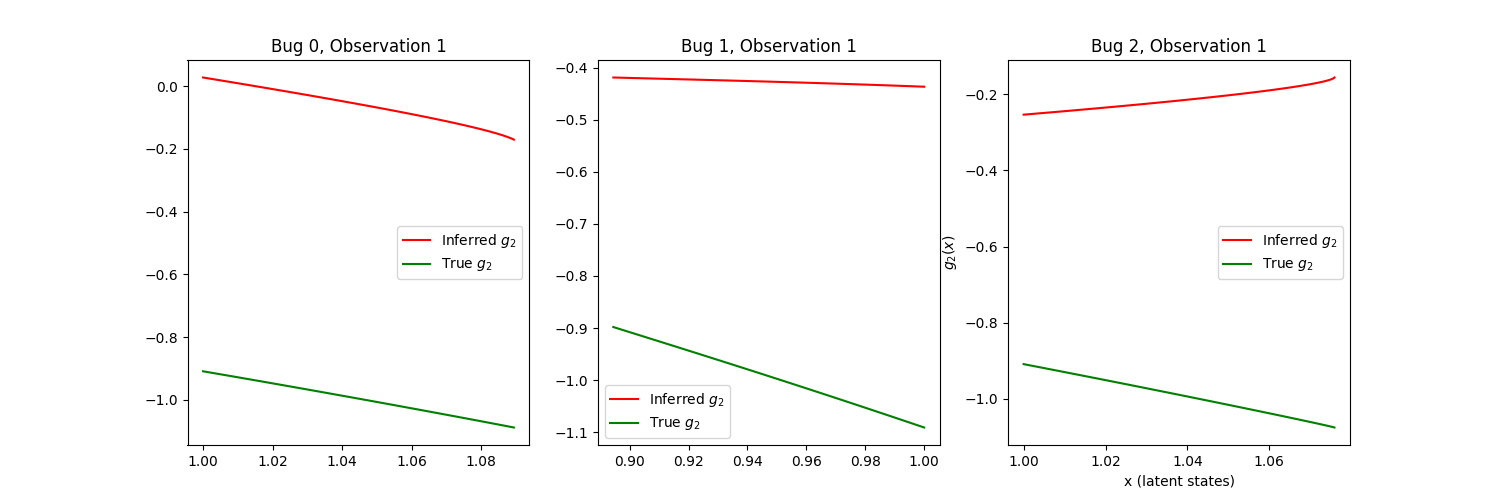 Bug 0, Observation 1
0.0
−0.2
−0.4
−0.6
−0.8
−1.0
1.00 1.02 1.04 1.06 1.08
Inferred g₂
True g₂
Bug 1, Observation 1
−0.4
−0.5
−0.6
−0.7
−0.8
−0.9
−1.0
−1.1
0.90 0.92 0.94 0.96 0.98 1.00
Inferred g₂
True g₂
Bug 2, Observation 1
g₂(x)
−0.2
−0.4
−0.6
−0.8
−1.0
1.00 1.02 1.04 1.06
x (latent states)
Inferred g₂
True g₂